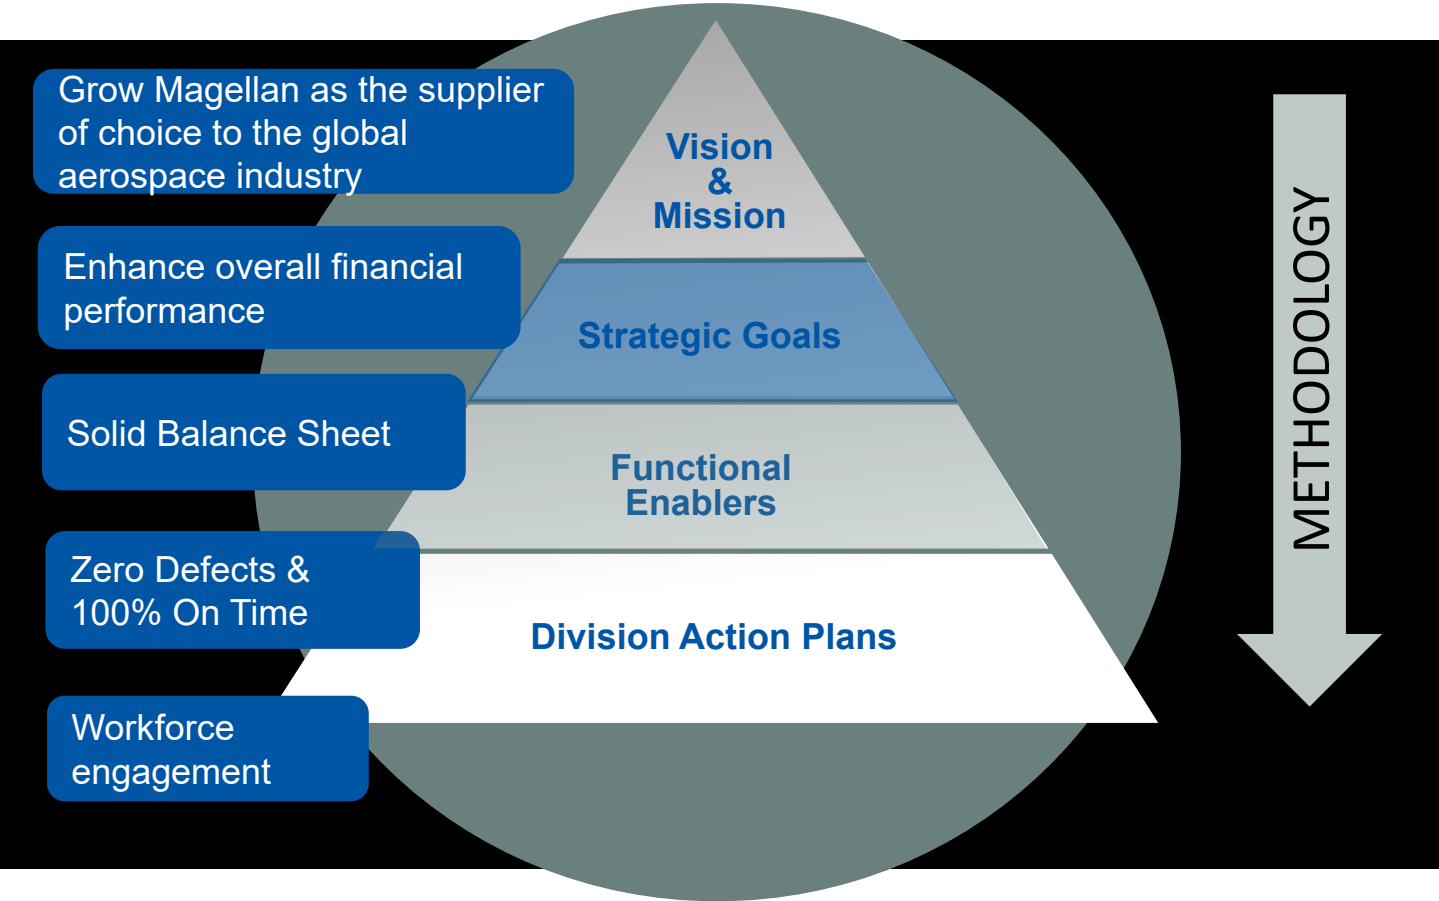 Grow Magellan as the supplier
of choice to the global
aerospace industry
Vision
&
Mission
Enhance overall financial
performance
Strategic Goals
Solid Balance Sheet
Functional
Enablers
Zero Defects &
100% On Time
Division Action Plans
Workforce
engagement
METHODOLOGY